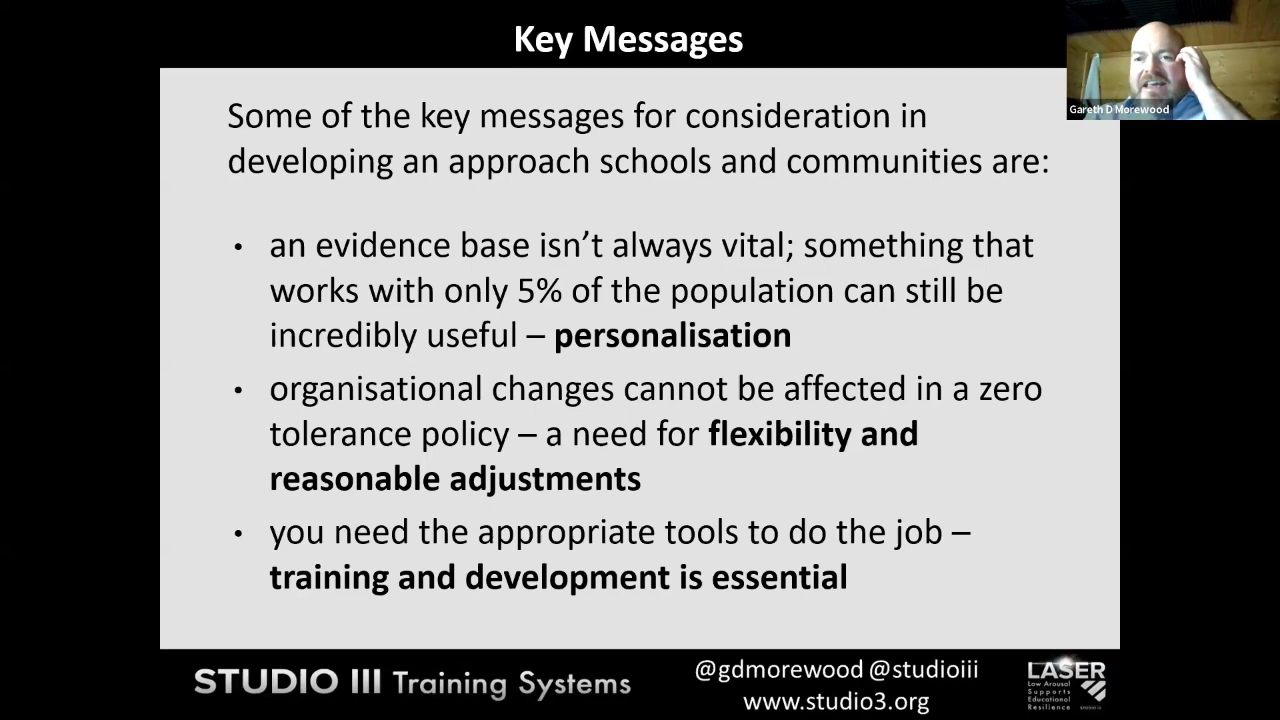 Key Messages
Gareth D Morewood
Some of the key messages for consideration in
developing an approach schools and communities are:
• an evidence base isn’t always vital; something that
works with only 5% of the population can still be
incredibly useful – personalisation
• organisational changes cannot be affected in a zero
tolerance policy – a need for flexibility and
reasonable adjustments
• you need the appropriate tools to do the job –
training and development is essential
STUDIO III Training Systems
@gdmorewood @studioiii
www.studio3.org
LASER
Low Arousal
Supports
Educational
Resilience